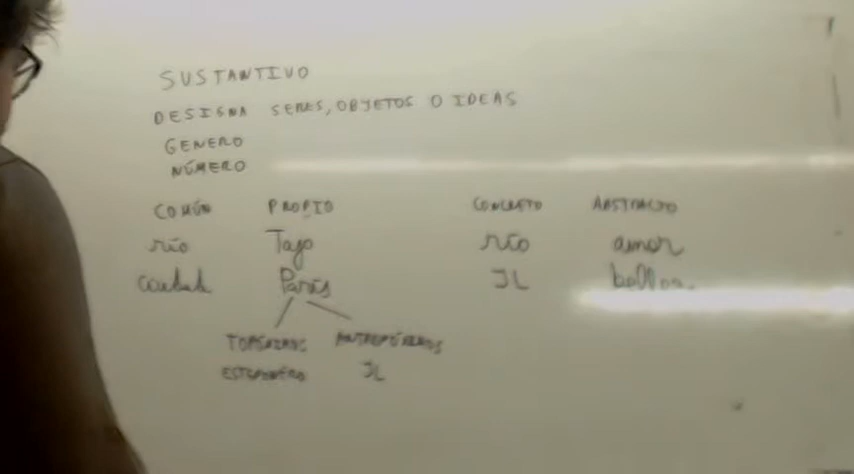 SUSTANTIVO
DESIGNA SERES, OBJETOS O IDEAS
GENERO
NÚMERO
COMÚN PROPIO CONCRETO ABSTRACTO
río Tajo río amor
ciudad París JL belleza
TOPÓNIMOS ANTROPÓNIMOS
JL